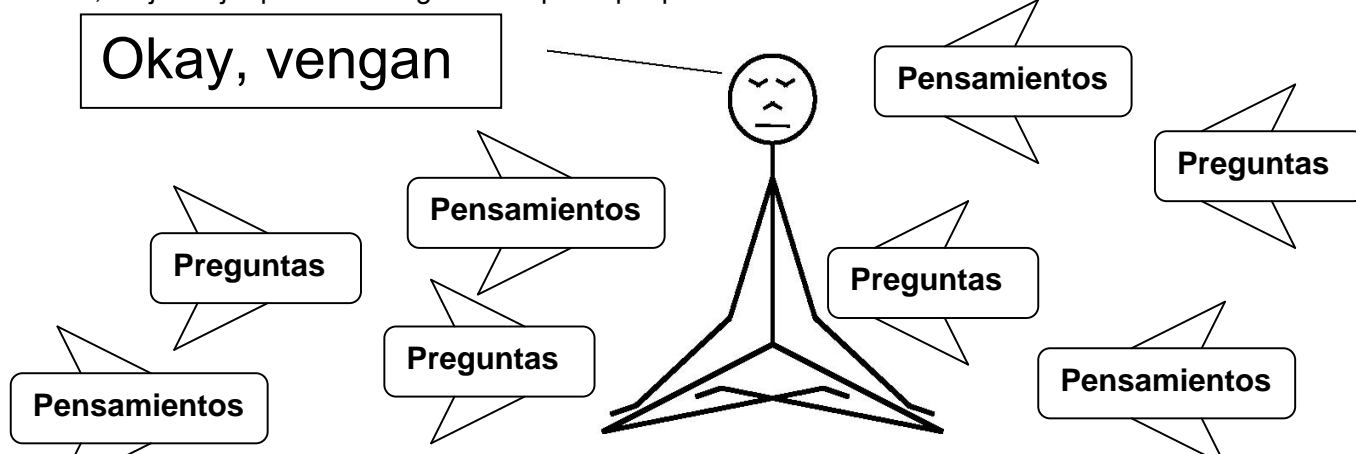 Okay, vengan
Pensamientos
Preguntas
Pensamientos
Preguntas
Preguntas
Preguntas
Pensamientos
Pensamientos